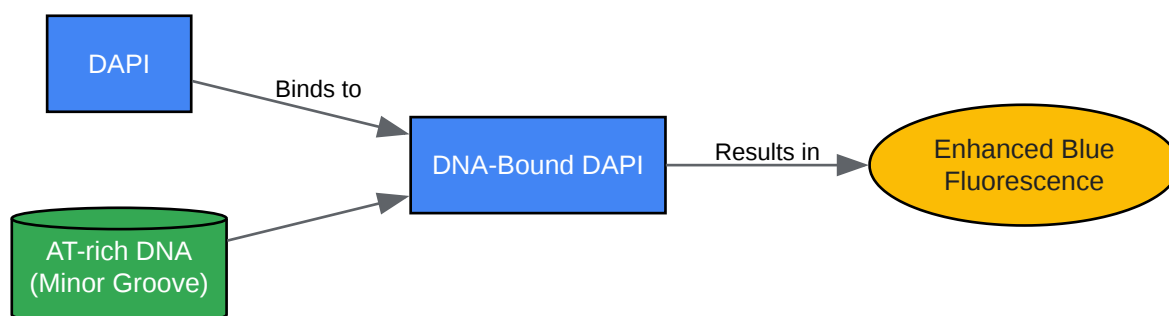 DAPI
Binds to
DNA-Bound DAPI
Results in
Enhanced Blue
Fluorescence
AT-rich DNA
(Minor Groove)